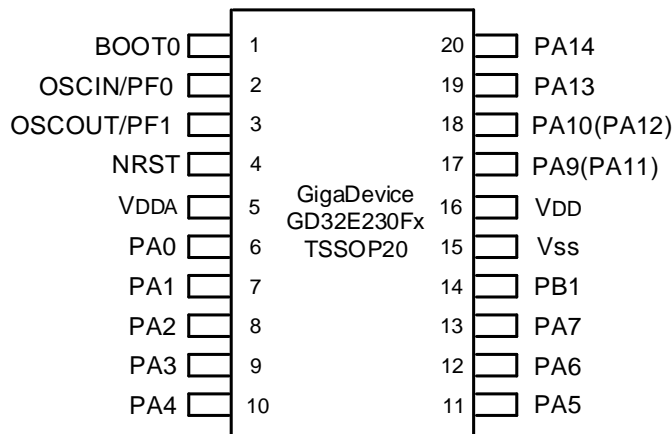 BOOT0 1 20 PA14
OSCIN/PF0 2 19 PA13
OSCOUT/PF1 3 18 PA10(PA12)
NRST 4 17 PA9(PA11)
VDDA 5 16 VDD
PA0 6 15 Vss
PA1 7 14 PB1
PA2 8 13 PA7
PA3 9 12 PA6
PA4 10 11 PA5
GigaDevice
GD32E230Fx
TSSOP20